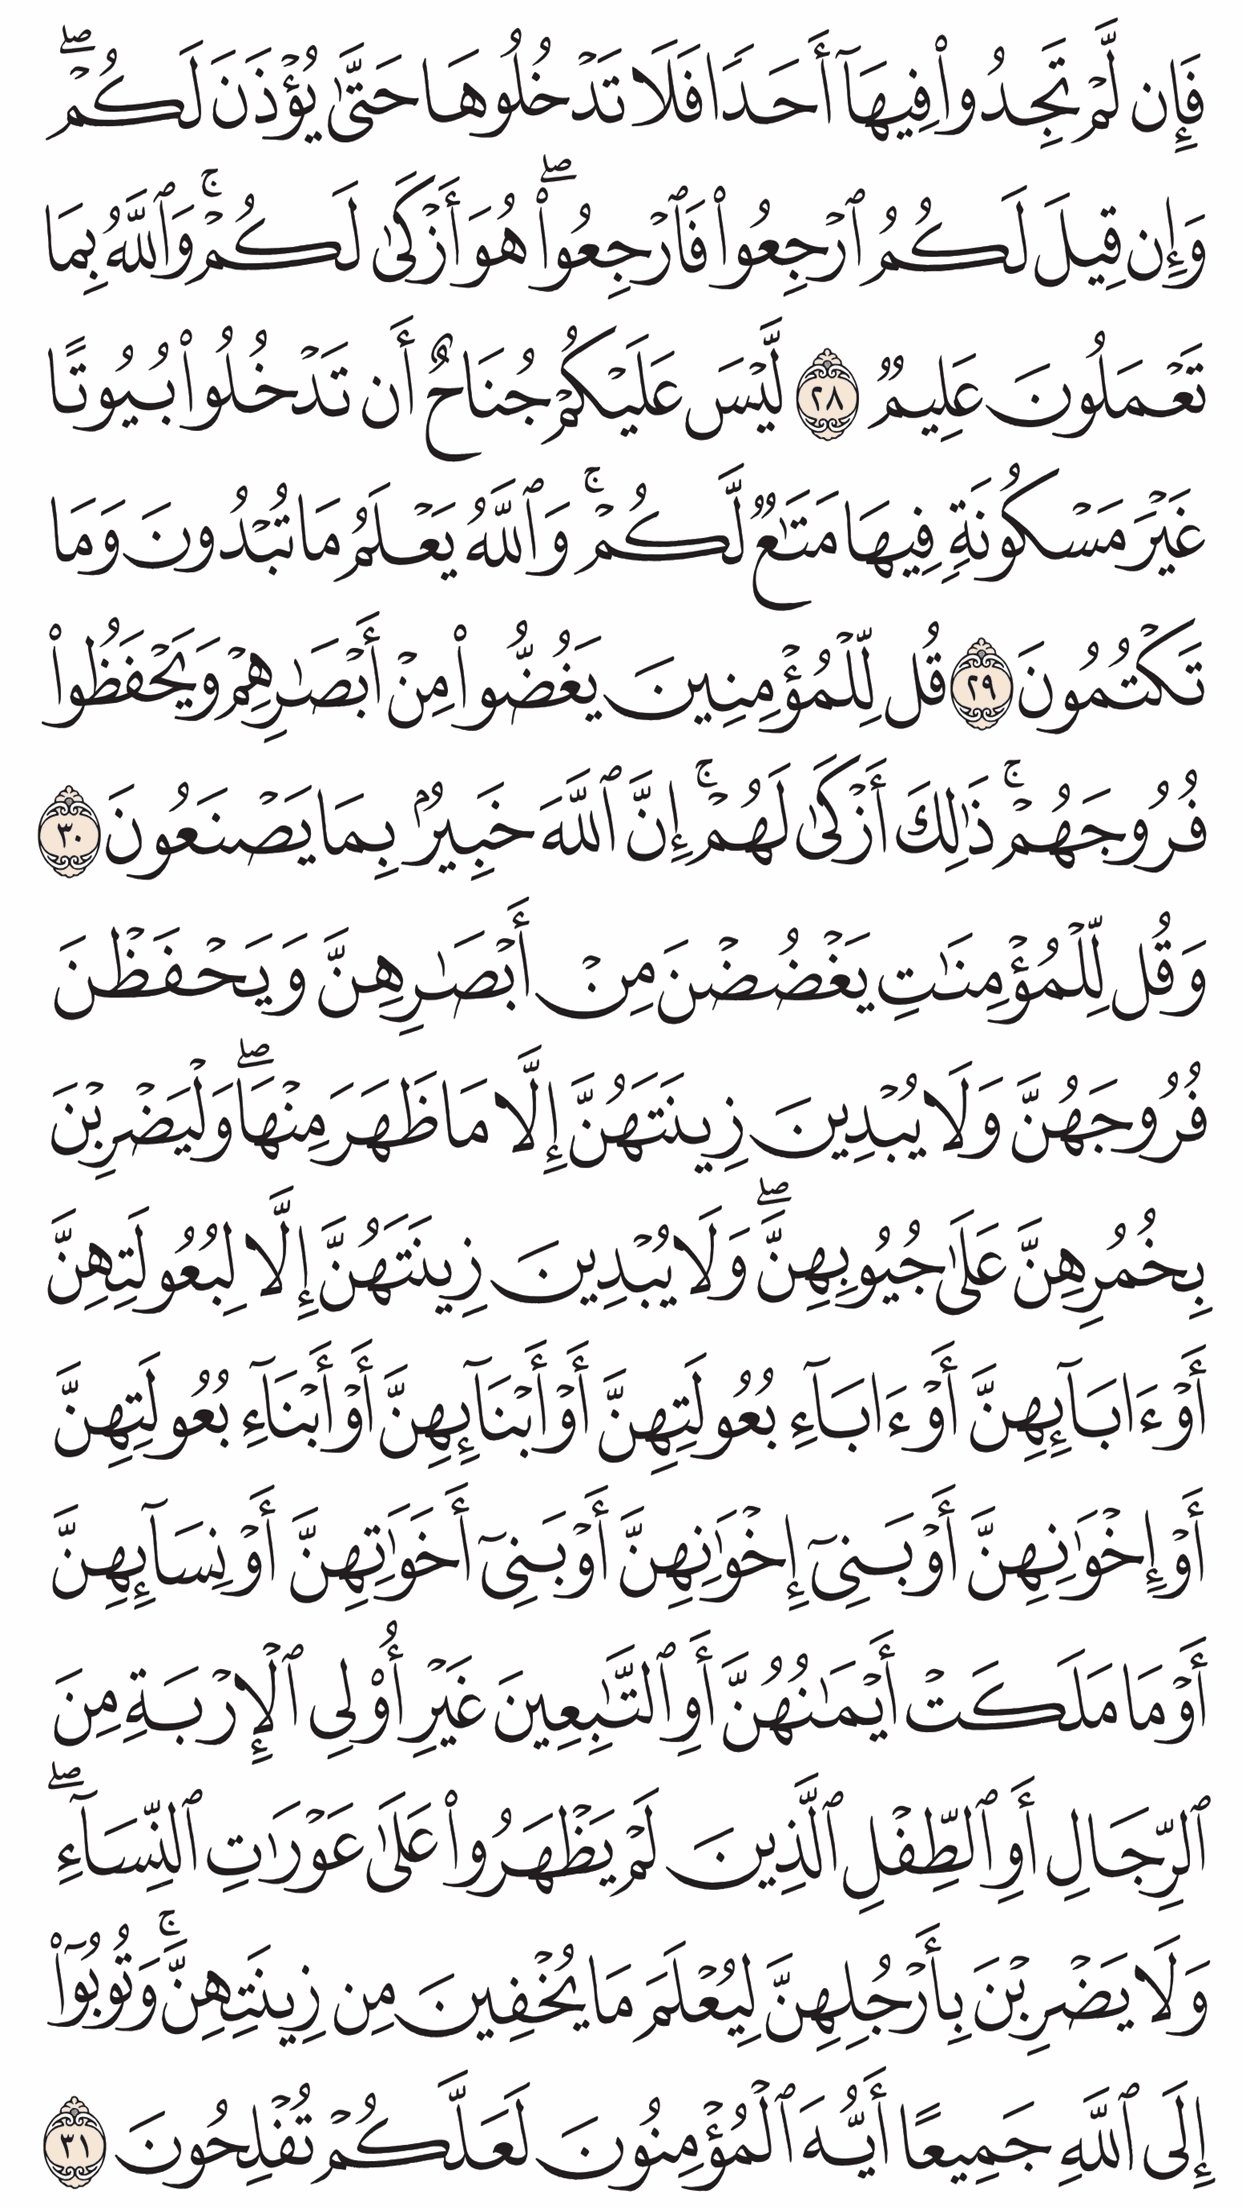 فَإِن لَّمْ تَجِدُوا۟ فِيهَآ أَحَدًا فَلَا تَدْخُلُوهَا حَتَّىٰ يُؤْذَنَ لَكُمْ ۖ
وَإِن قِيلَ لَكُمُ ٱرْجِعُوا۟ فَٱرْجِعُوا۟ ۖ هُوَ أَزْكَىٰ لَكُمْ ۚ وَٱللَّهُ بِمَا
تَعْمَلُونَ عَلِيمٌ ٢٨ لَّيْسَ عَلَيْكُمْ جُنَاحٌ أَن تَدْخُلُوا۟ بُيُوتًا
غَيْرَ مَسْكُونَةٍ فِيهَا مَتَـٰعٌ لَّكُمْ ۚ وَٱللَّهُ يَعْلَمُ مَا تُبْدُونَ وَمَا
تَكْتُمُونَ ٢٩ قُل لِّلْمُؤْمِنِينَ يَغُضُّوا۟ مِنْ أَبْصَـٰرِهِمْ وَيَحْفَظُوا۟
فُرُوجَهُمْ ۚ ذَٰلِكَ أَزْكَىٰ لَهُمْ ۚ إِنَّ ٱللَّهَ خَبِيرٌۢ بِمَا يَصْنَعُونَ ٣٠
وَقُل لِّلْمُؤْمِنَـٰتِ يَغْضُضْنَ مِنْ أَبْصَـٰرِهِنَّ وَيَحْفَظْنَ
فُرُوجَهُنَّ وَلَا يُبْدِينَ زِينَتَهُنَّ إِلَّا مَا ظَهَرَ مِنْهَا ۖ وَلْيَضْرِبْنَ
بِخُمُرِهِنَّ عَلَىٰ جُيُوبِهِنَّ ۖ وَلَا يُبْدِينَ زِينَتَهُنَّ إِلَّا لِبُعُولَتِهِنَّ
أَوْ ءَابَآئِهِنَّ أَوْ ءَابَآءِ بُعُولَتِهِنَّ أَوْ أَبْنَآئِهِنَّ أَوْ أَبْنَآءِ بُعُولَتِهِنَّ
أَوْ إِخْوَٰنِهِنَّ أَوْ بَنِىٓ إِخْوَٰنِهِنَّ أَوْ بَنِىٓ أَخَوَٰتِهِنَّ أَوْ نِسَآئِهِنَّ
أَوْ مَا مَلَكَتْ أَيْمَـٰنُهُنَّ أَوِ ٱلتَّـٰبِعِينَ غَيْرِ أُو۟لِى ٱلْإِرْبَةِ مِنَ
ٱلرِّجَالِ أَوِ ٱلطِّفْلِ ٱلَّذِينَ لَمْ يَظْهَرُوا۟ عَلَىٰ عَوْرَٰتِ ٱلنِّسَآءِ ۖ
وَلَا يَضْرِبْنَ بِأَرْجُلِهِنَّ لِيُعْلَمَ مَا يُخْفِينَ مِن زِينَتِهِنَّ ۚ وَتُوبُوٓا۟
إِلَى ٱللَّهِ جَمِيعًا أَيُّهَ ٱلْمُؤْمِنُونَ لَعَلَّكُمْ تُفْلِحُونَ ٣١